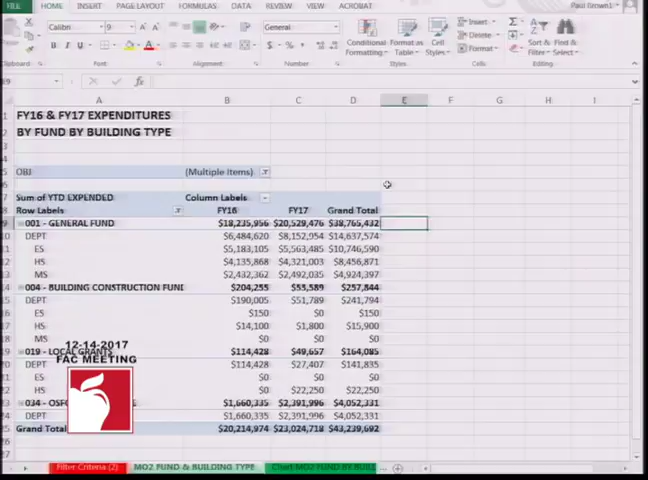 FILE HOME INSERT PAGE LAYOUT FORMULAS DATA REVIEW VIEW ACROBAT Paul Brown
Calibri 9 General Insert
Conditional Format as Cell Delete Sort & Find &
Formatting Table Styles Format Filter Select
Clipboard Font Alignment Number Styles Cells Editing
E9
A B C D E F G H I
FY16 & FY17 EXPENDITURES
BY FUND BY BUILDING TYPE
OBJ (Multiple Items)
Sum of YTD EXPENDED Column Labels
Row Labels FY16 FY17 Grand Total
001 - GENERAL FUND $18,235,956 $20,529,476 $38,765,432
DEPT $6,484,620 $8,152,954 $14,637,574
ES $5,183,105 $5,563,485 $10,746,590
HS $4,135,868 $4,321,003 $8,456,871
MS $2,432,362 $2,492,035 $4,924,397
004 - BUILDING CONSTRUCTION FUND $204,255 $53,589 $257,844
DEPT $190,005 $51,789 $241,794
ES $150 $0 $150
HS $14,100 $1,800 $15,900
MS $0 $0 $0
019 - LOCAL GRANTS $114,428 $49,657 $164,085
DEPT $114,428 $27,407 $141,835
ES $0 $0 $0
HS $0 $22,250 $22,250
034 - $1,660,335 $2,391,996 $4,052,331
DEPT $1,660,335 $2,391,996 $4,052,331
Grand Total $20,214,974 $23,024,718 $43,239,692
12-14-2017
FAC MEETING
Filter Criteria (2) MO2 FUND & BUILDING TYPE Chart MO2 FUND BY BUIL